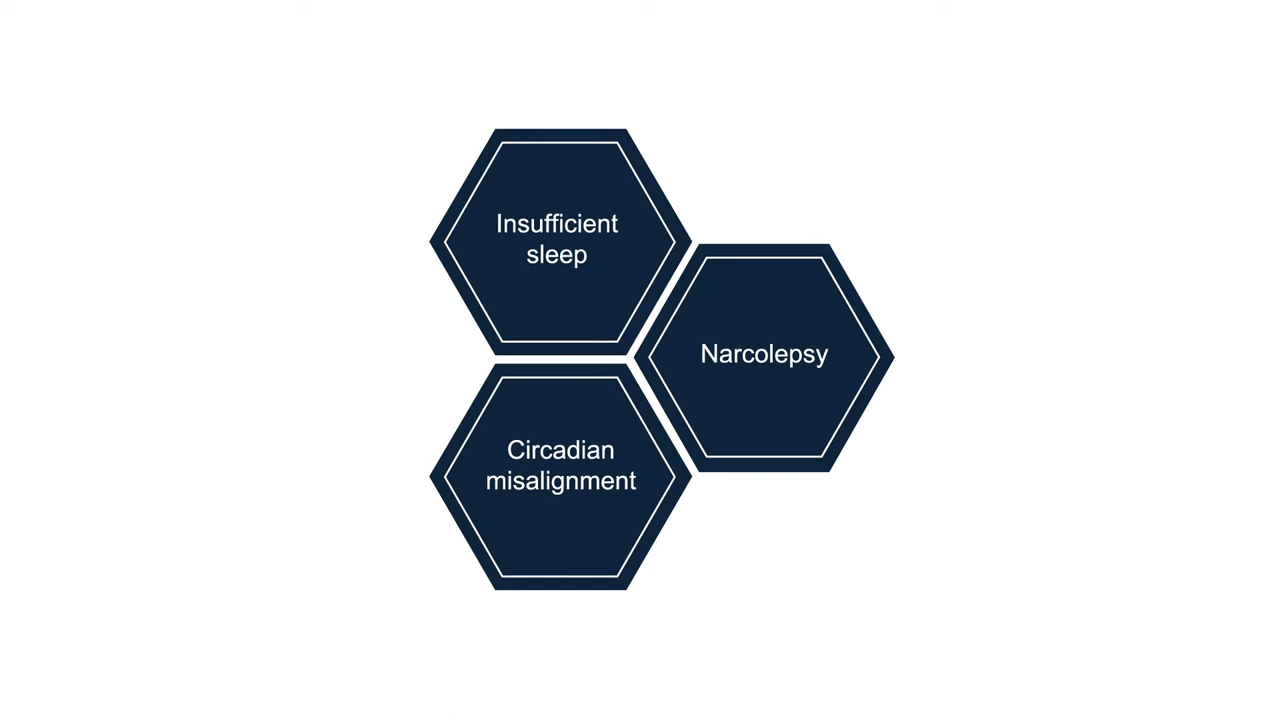 Insufficient
sleep
Narcolepsy
Circadian
misalignment